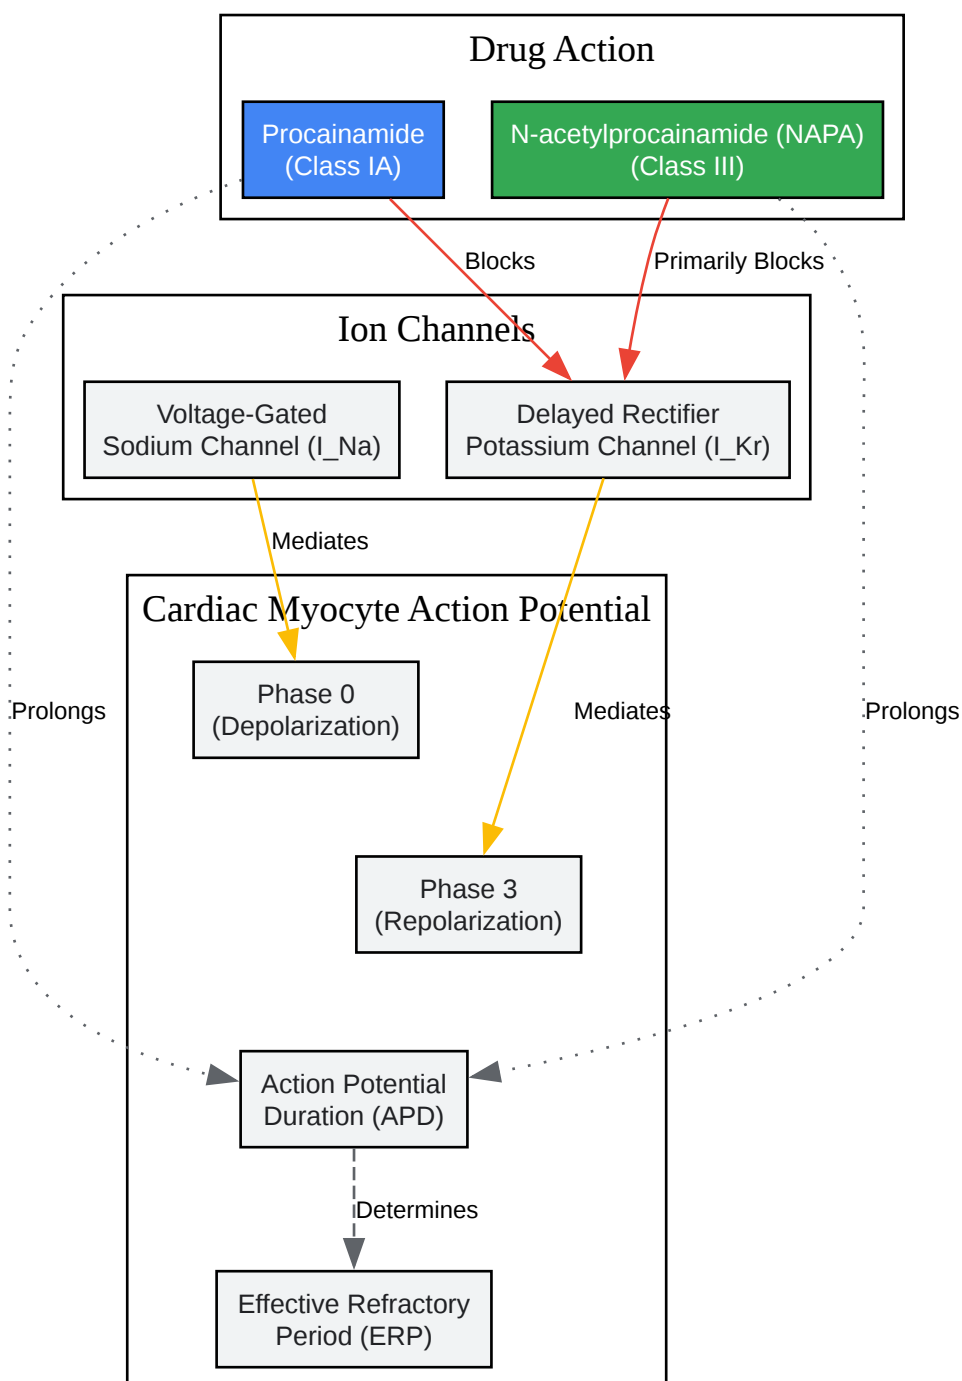 Drug Action
Procainamide
(Class IA)
N-acetylprocainamide (NAPA)
(Class III)
Blocks
Primarily Blocks
Ion Channels
Voltage-Gated
Sodium Channel (I_Na)
Delayed Rectifier
Potassium Channel (I_Kr)
Mediates
Cardiac Myocyte Action Potential
Phase 0
(Depolarization)
Prolongs
Mediates
Prolongs
Phase 3
(Repolarization)
Action Potential
Duration (APD)
Determines
Effective Refractory
Period (ERP)